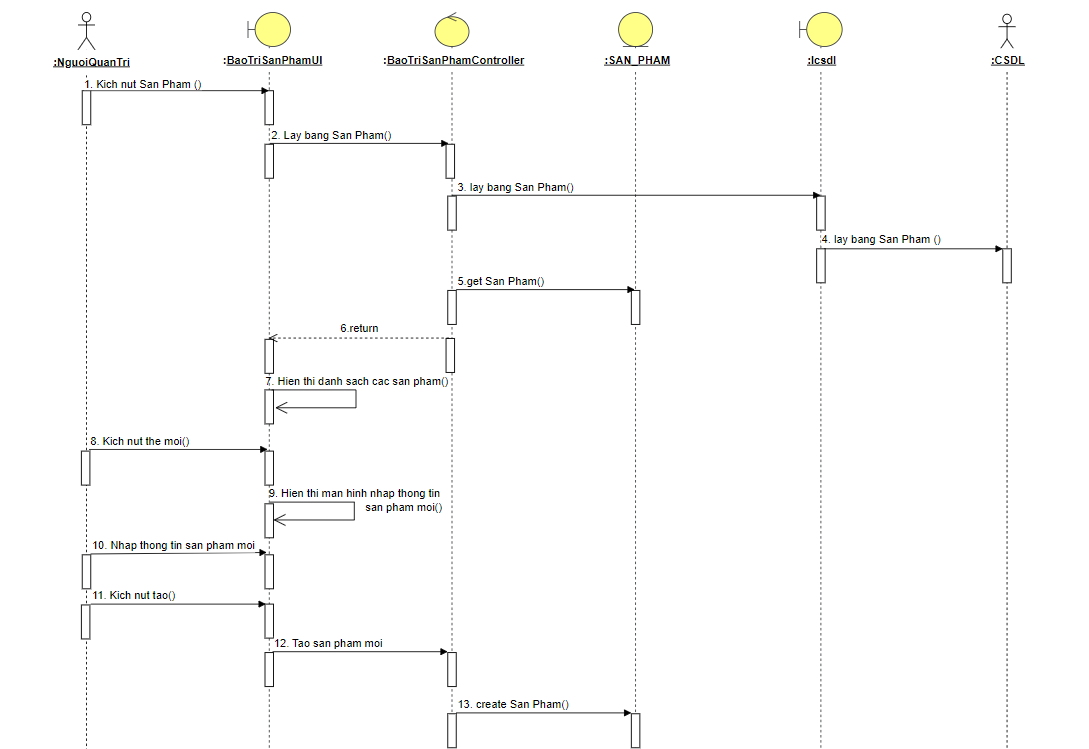 :NguoiQuanTri
:BaoTriSanPhamUI
:BaoTriSanPhamController
:SAN_PHAM
:Icsdl
:CSDL
1. Kich nut San Pham ()
2. Lay bang San Pham()
3. lay bang San Pham()
4. lay bang San Pham ()
5.get San Pham()
6.return
7. Hien thi danh sach cac san pham()
8. Kich nut the moi()
9. Hien thi man hinh nhap thong tin
san pham moi()
10. Nhap thong tin san pham moi
11. Kich nut tao()
12. Tao san pham moi
13. create San Pham()